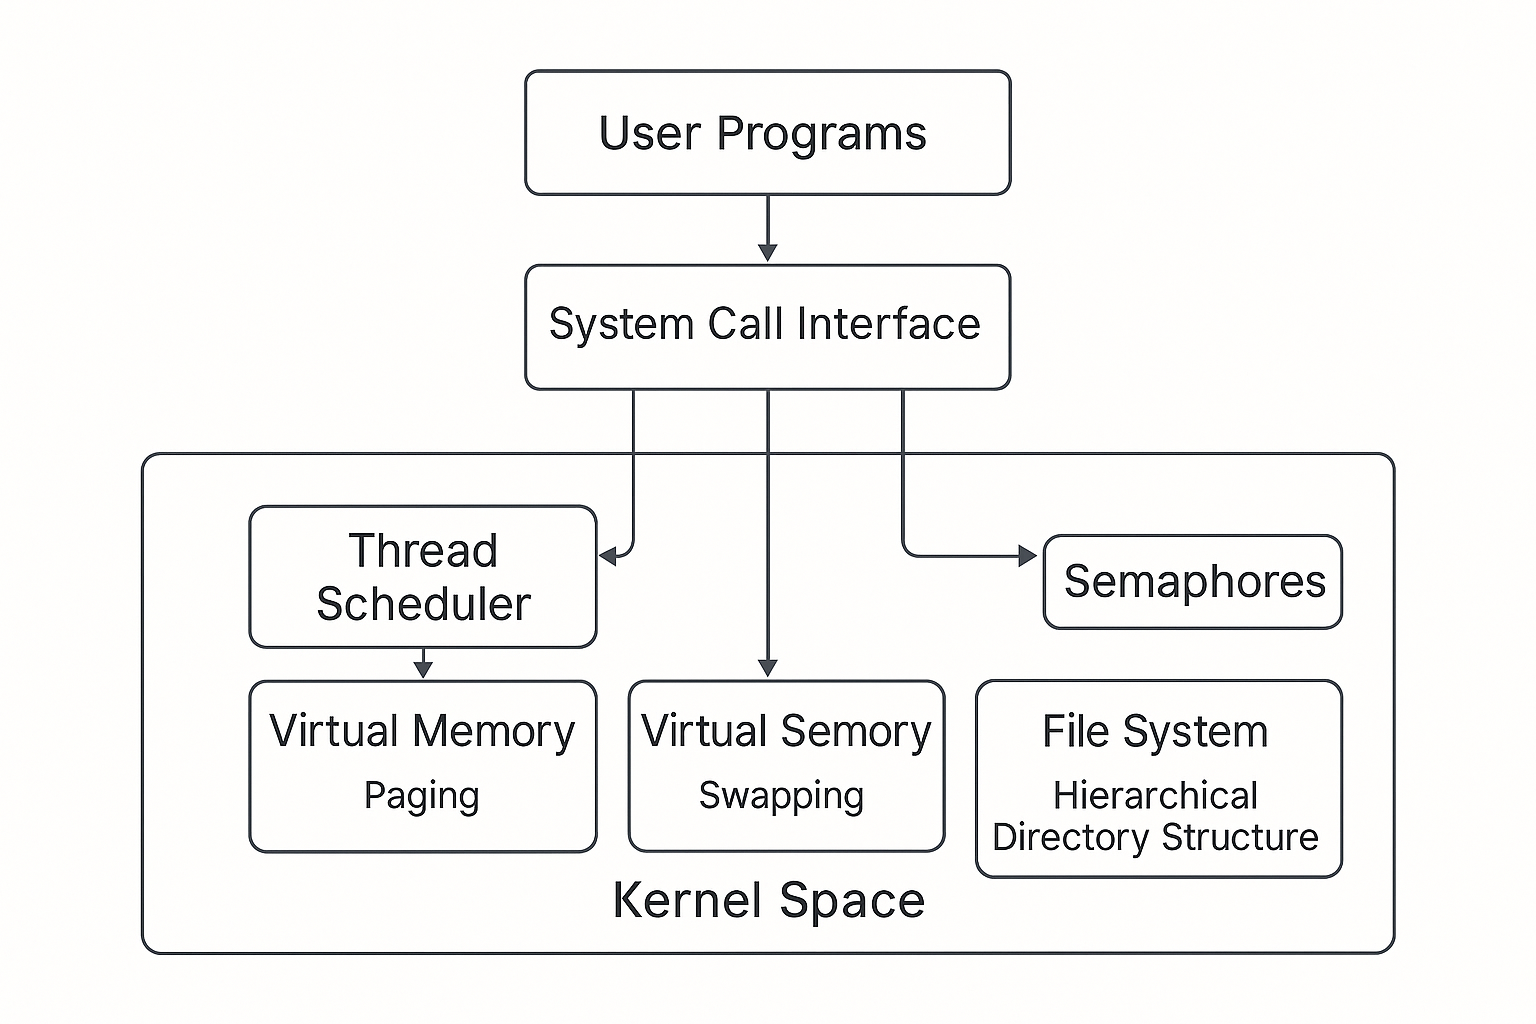 User Programs
System Call Interface
Thread
Scheduler
Semaphores
Virtual Memory
Paging
Virtual Semory
Swapping
File System
Hierarchical
Directory Structure
Kernel Space